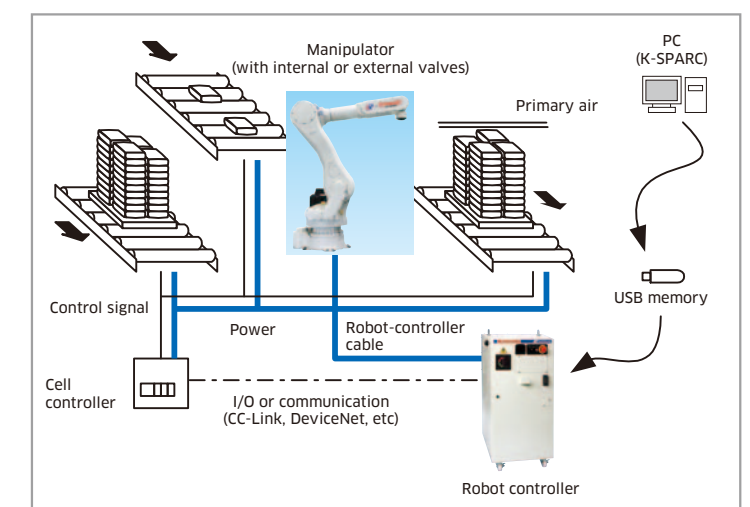 Manipulator
(with internal or external valves)
PC
(K-SPARC)
Primary air
USB memory
Control signal
Power
Robot-controller
cable
Cell
controller
I/O or communication
(CC-Link, DeviceNet, etc)
Robot controller